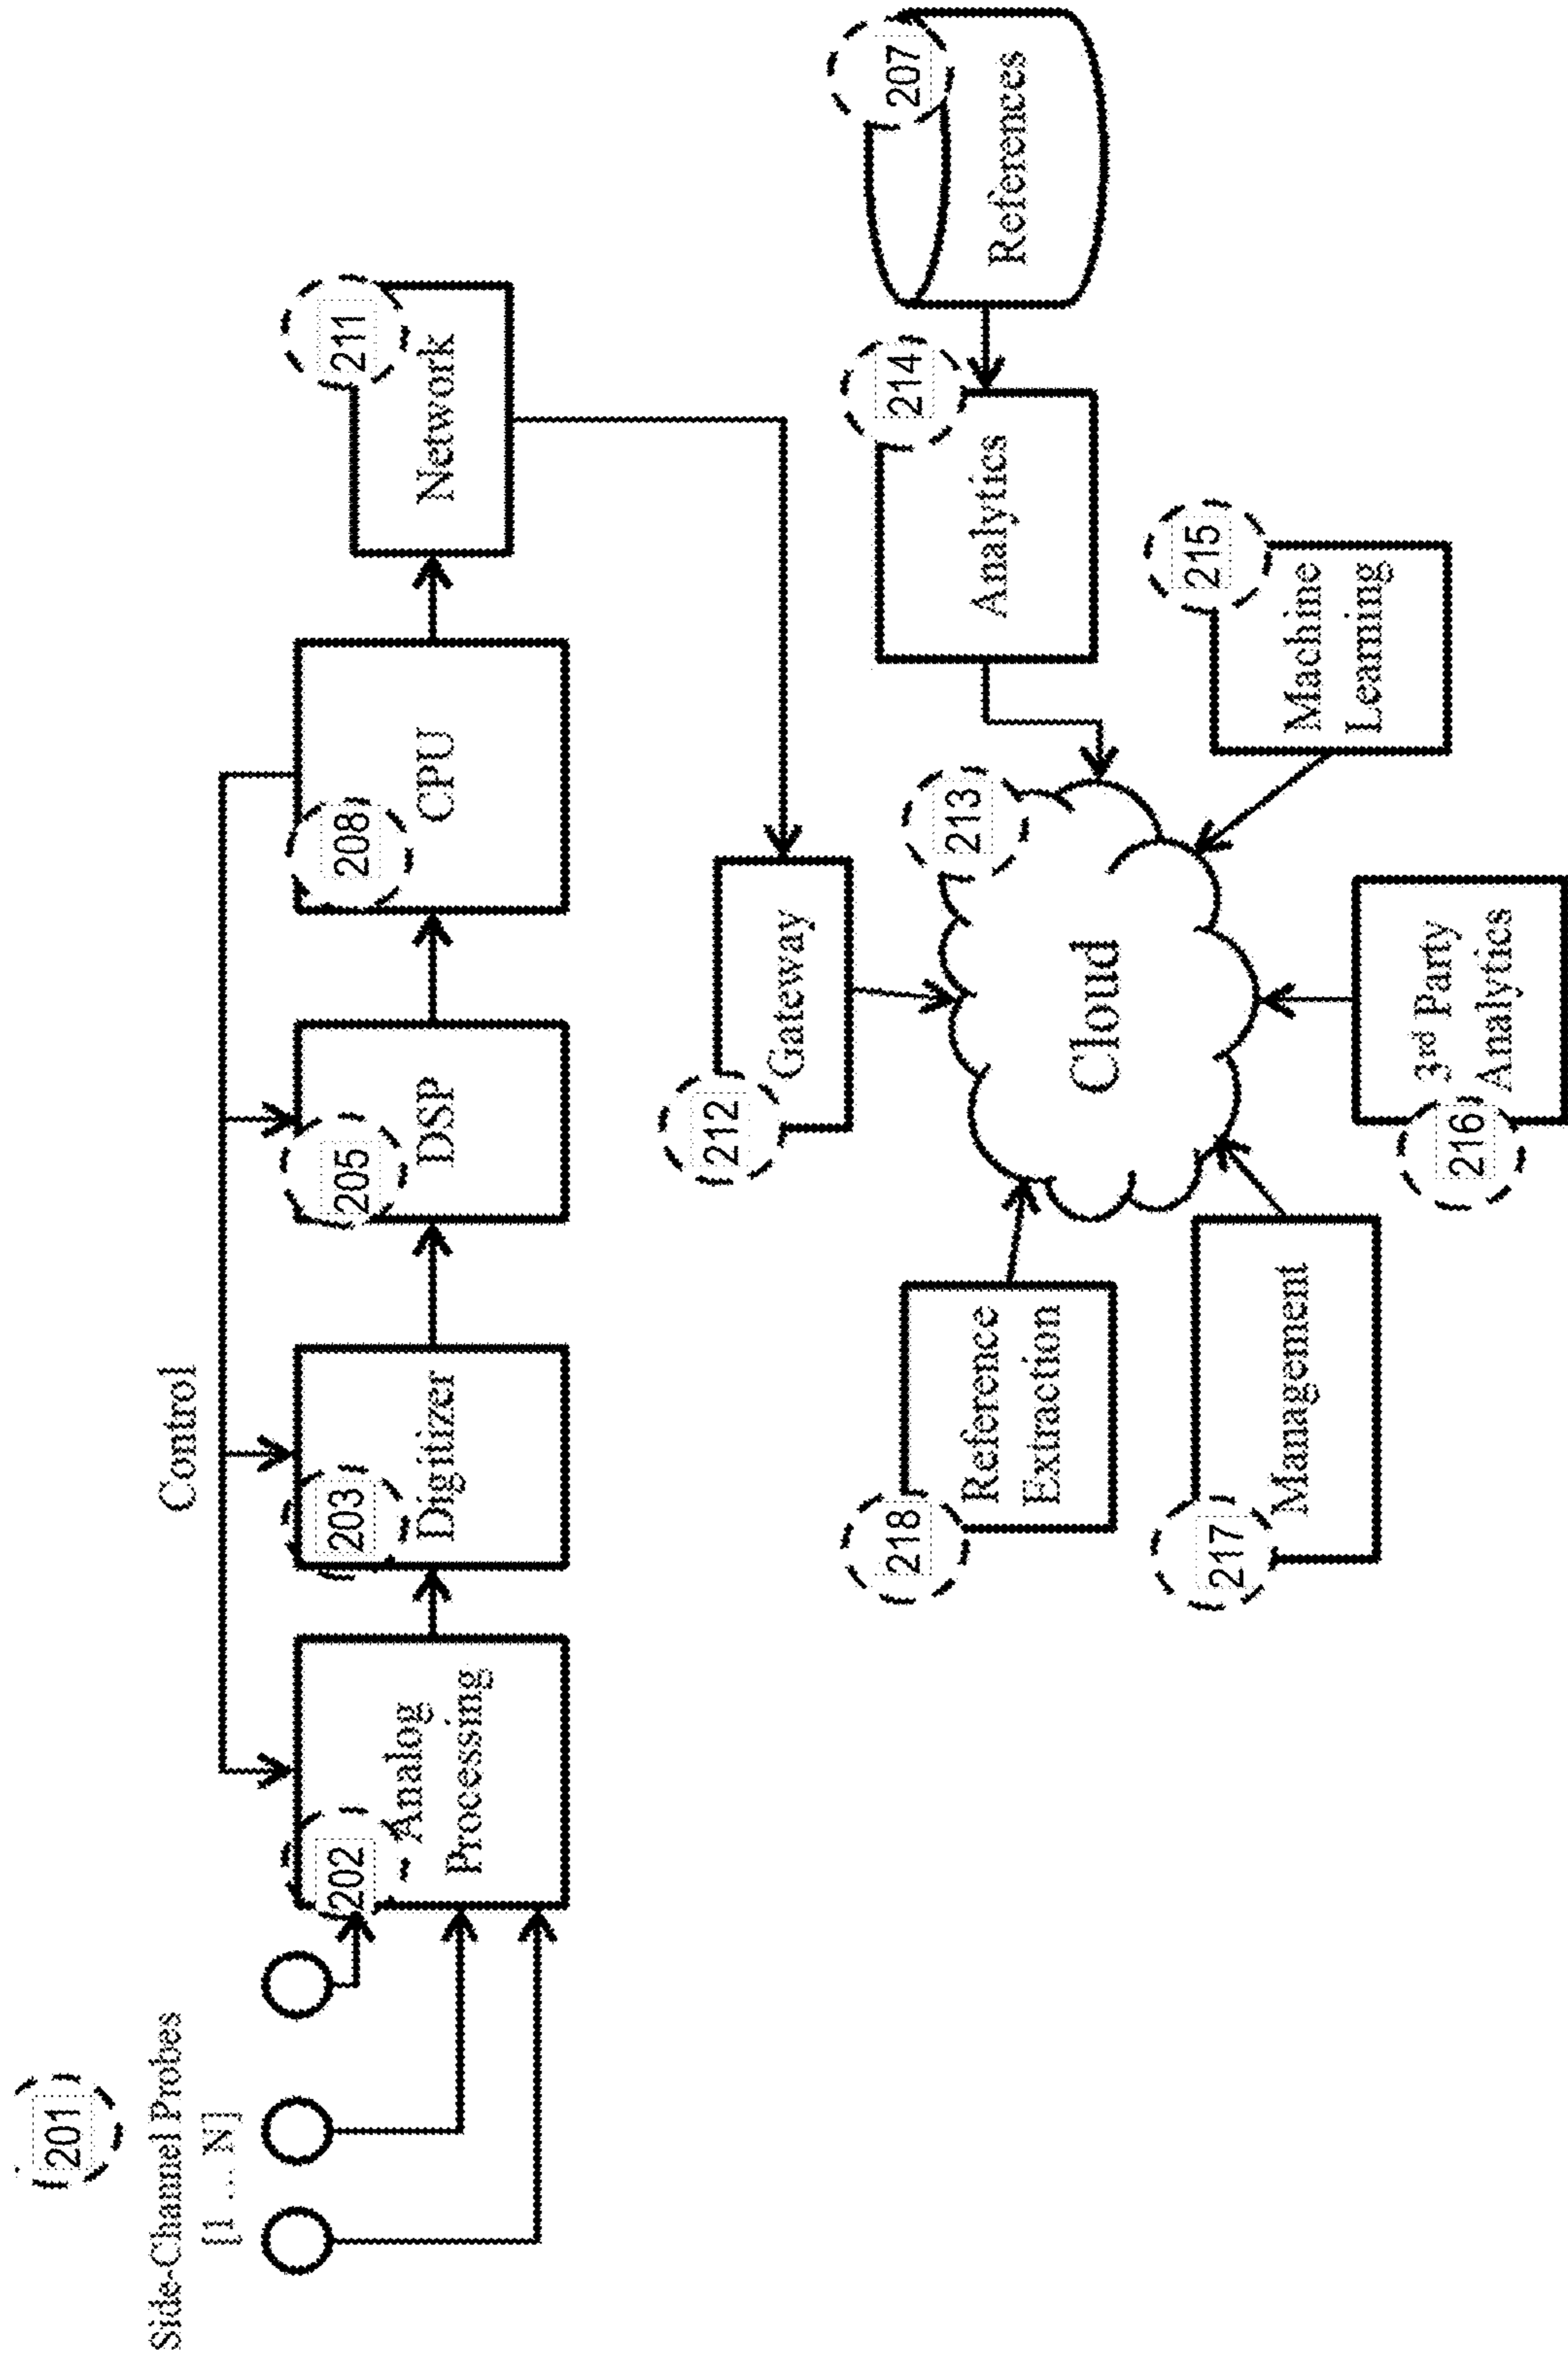 201
Side-Channel Probes
[1 ... N]
Control
202
Analog
Processing
203
Digitizer
205
DSP
208
CPU
211
Network
212
Gateway
213
Cloud
214
Analytics
207
References
218
Reference
Extraction
217
Management
216
3rd Party
Analytics
215
Machine
Learning